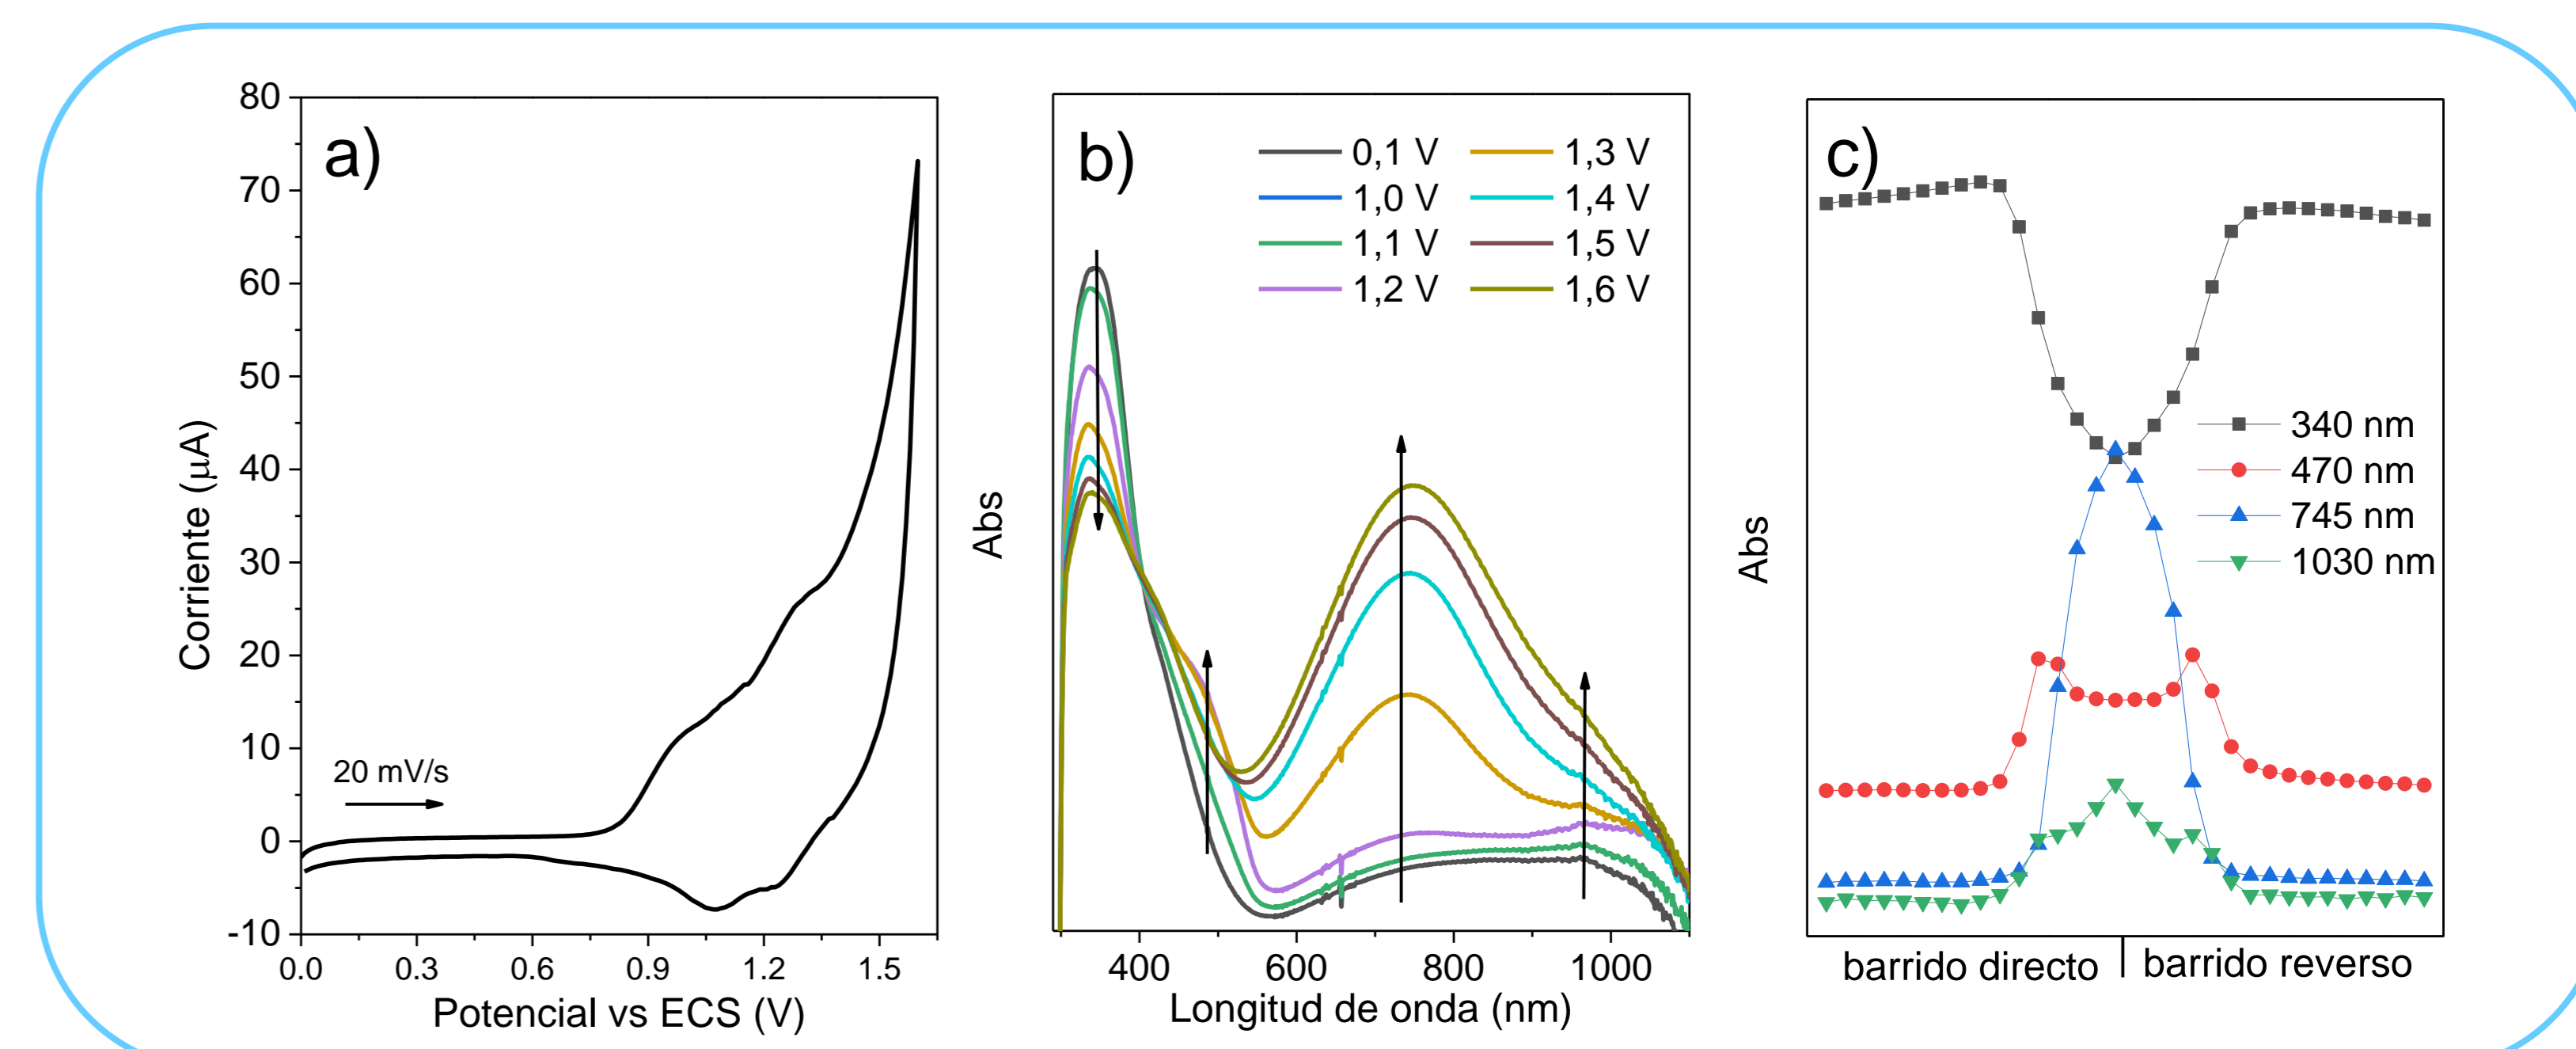 a)
80
70
60
50
40
30
20
10
0
-10
Corriente (μA)
20 mV/s
0.0 0.3 0.6 0.9 1.2 1.5
Potencial vs ECS (V)
b)
0,1 V 1,3 V
1,0 V 1,4 V
1,1 V 1,5 V
1,2 V 1,6 V
Abs
400 600 800 1000
Longitud de onda (nm)
c)
340 nm
470 nm
745 nm
1030 nm
Abs
barrido directo barrido reverso